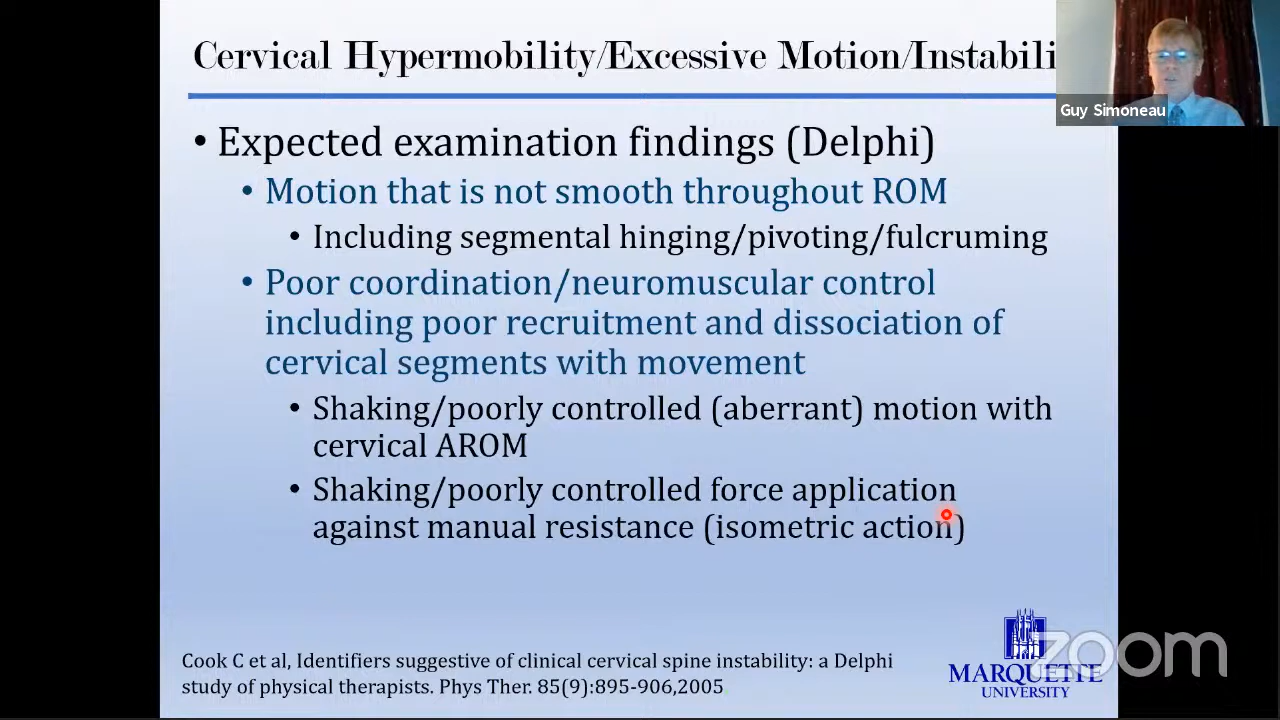 Cervical Hypermobility/Excessive Motion/Instabili
Guy Simoneau
• Expected examination findings (Delphi)
• Motion that is not smooth throughout ROM
• Including segmental hinging/pivoting/fulcruming
• Poor coordination/neuromuscular control
including poor recruitment and dissociation of
cervical segments with movement
• Shaking/poorly controlled (aberrant) motion with
cervical AROM
• Shaking/poorly controlled force application
against manual resistance (isometric action)
Cook C et al, Identifiers suggestive of clinical cervical spine instability: a Delphi
study of physical therapists. Phys Ther. 85(9):895-906,2005
zoom
MARQUETTE
UNIVERSITY